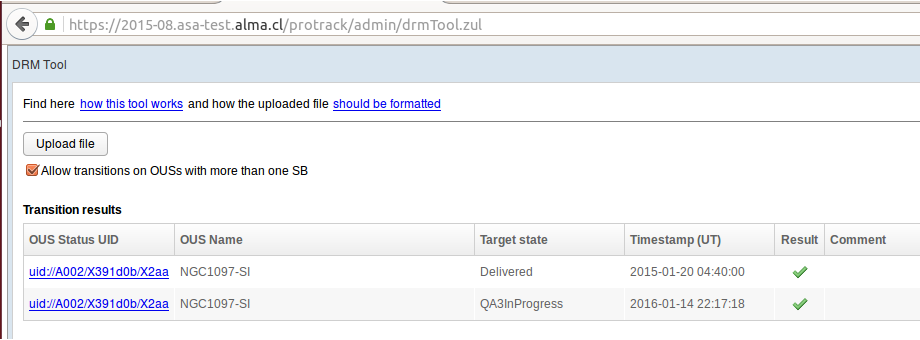 https://2015-08.asa-test.alma.cl/protrack/admin/drmTool.zul
DRM Tool
Find here how this tool works and how the uploaded file should be formatted
Upload file
Allow transitions on OUSs with more than one SB
Transition results
OUS Status UID OUS Name Target state Timestamp (UT) Result Comment
uid://A002/X391d0b/X2aa NGC1097-SI Delivered 2015-01-20 04:40:00
uid://A002/X391d0b/X2aa NGC1097-SI QA3InProgress 2016-01-14 22:17:18